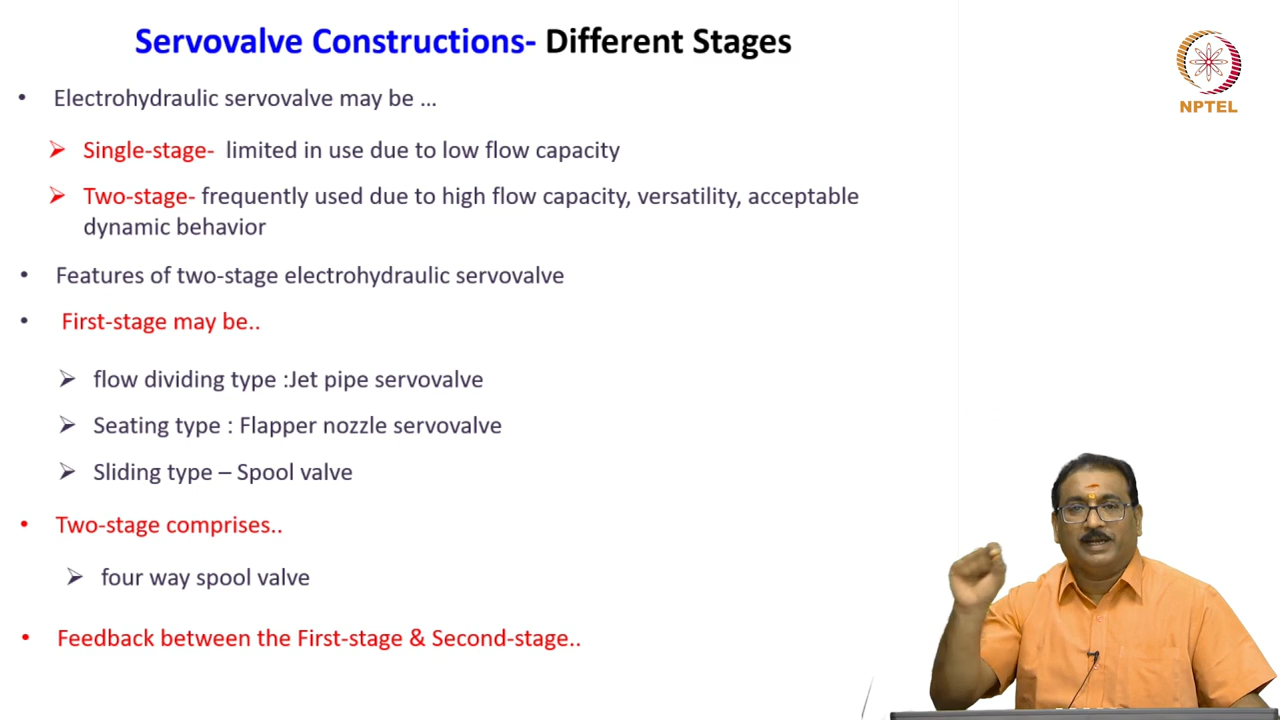 Servovalve Constructions- Different Stages
NPTEL
• Electrohydraulic servovalve may be ...
➢ Single-stage- limited in use due to low flow capacity
➢ Two-stage- frequently used due to high flow capacity, versatility, acceptable
dynamic behavior
• Features of two-stage electrohydraulic servovalve
• First-stage may be..
➢ flow dividing type :Jet pipe servovalve
➢ Seating type : Flapper nozzle servovalve
➢ Sliding type – Spool valve
• Two-stage comprises..
➢ four way spool valve
• Feedback between the First-stage & Second-stage..